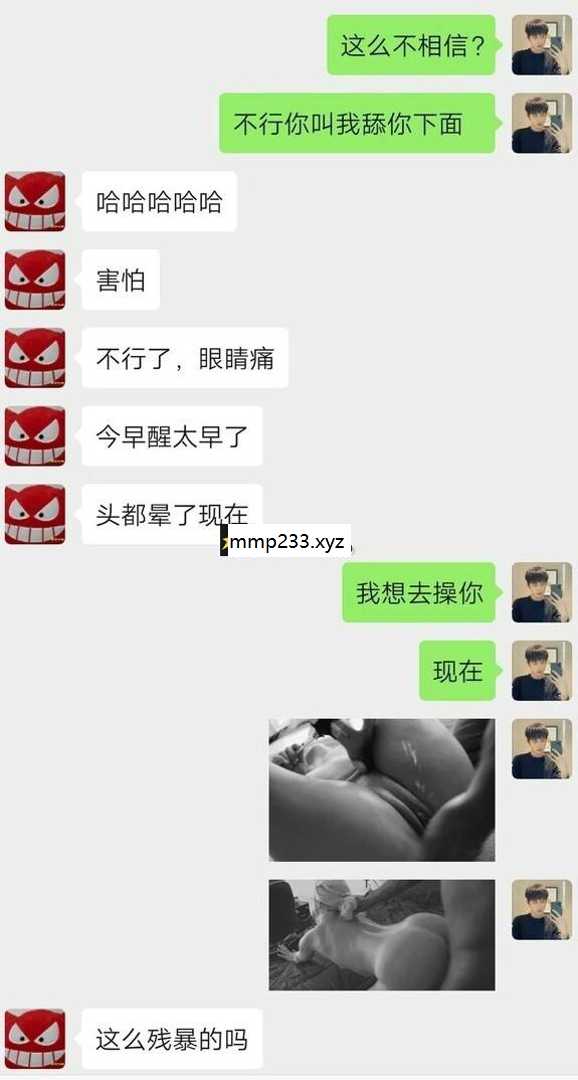 这么不相信?
不行你叫我舔你下面
哈哈哈哈哈
害怕
不行了，眼睛痛
今早醒太早了
头都晕了现在
mmp233.xyz
我想去操你
现在
这么残暴的吗